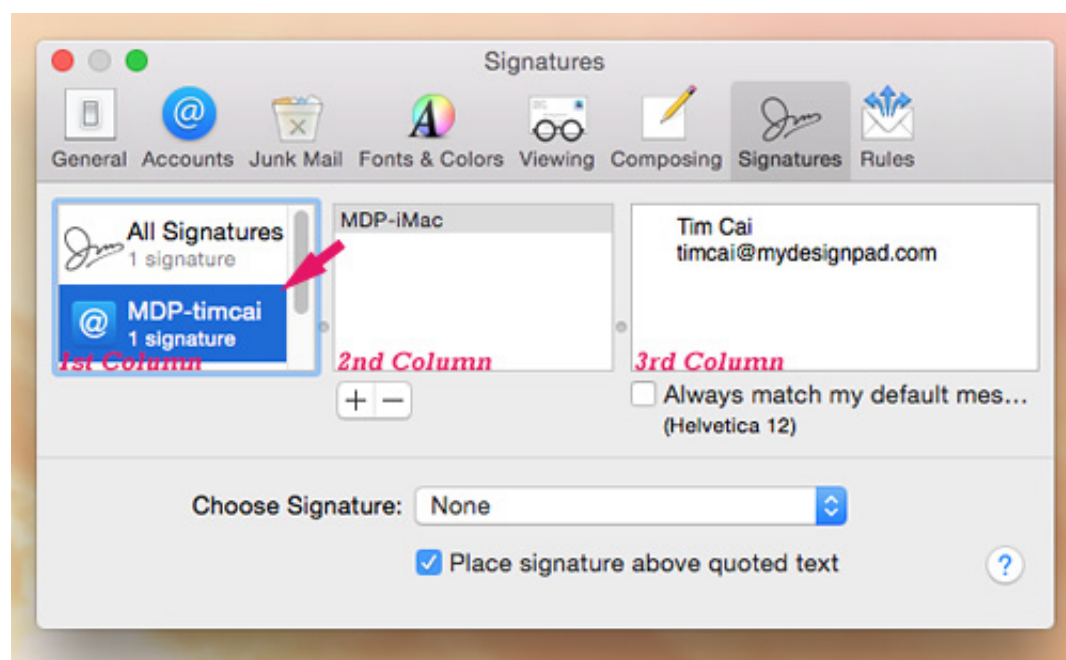 Signatures
General Accounts Junk Mail Fonts & Colors Viewing Composing Signatures Rules
All Signatures
1 signature
MDP-timcai
1 signature
1st Column
MDP-iMac
2nd Column
Tim Cai
timcai@mydesignpad.com
3rd Column
Always match my default mes...
(Helvetica 12)
Choose Signature: None
Place signature above quoted text
?